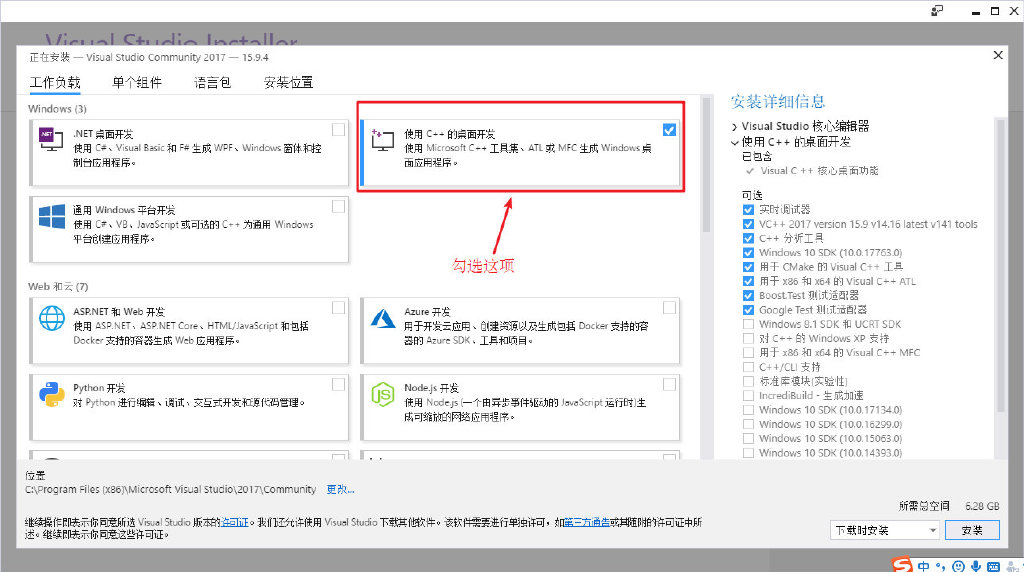 Visual Studio Installer
正在安装 — Visual Studio Community 2017 — 15.9.4
工作负载 单个组件 语言包 安装位置
Windows (3)
.NET 桌面开发
使用 C#、Visual Basic 和 F# 生成 WPF、Windows 窗体和控
制台应用程序。
使用 C++ 的桌面开发
使用 Microsoft C++ 工具集、ATL 或 MFC 生成 Windows 桌
面应用程序。
通用 Windows 平台开发
使用 C#、VB、JavaScript 或可选的 C++ 为通用 Windows
平台创建应用程序。
勾选这项
Web 和云 (7)
ASP.NET 和 Web 开发
使用 ASP.NET、ASP.NET Core、HTML/JavaScript 和包括
Docker 支持的容器生成 Web 应用程序。
Azure 开发
用于开发云应用、创建资源以及生成包括 Docker 支持的容
器的 Azure SDK、工具和项目。
Python 开发
对 Python 进行编辑、调试、交互式开发和源代码管理。
Node.js 开发
使用 Node.js (一个由异步事件驱动的 JavaScript 运行时)生
成可缩放的网络应用程序。
安装详细信息
Visual Studio 核心编辑器
使用 C++ 的桌面开发
已包含
Visual C ++ 核心桌面功能
可选
实时调试器
VC++ 2017 version 15.9 v14.16 latest v141 tools
C++ 分析工具
Windows 10 SDK (10.0.17763.0)
用于 CMake 的 Visual C++ 工具
用于 x86 和 x64 的 Visual C++ ATL
Boost.Test 测试适配器
Google Test 测试适配器
Windows 8.1 SDK 和 UCRT SDK
对 C++ 的 Windows XP 支持
用于 x86 和 x64 的 Visual C++ MFC
C++/CLI 支持
标准库模块(实验性)
IncrediBuild - 生成加速
Windows 10 SDK (10.0.17134.0)
Windows 10 SDK (10.0.16299.0)
Windows 10 SDK (10.0.15063.0)
Windows 10 SDK (10.0.14393.0)
位置
C:\Program Files (x86)\Microsoft Visual Studio\2017\Community 更改...
所需总空间 6.28 GB
继续操作即表示你同意所选 Visual Studio 版本的许可证。我们还允许使用 Visual Studio 下载其他软件。该软件需要进行单独许可，如第三方通告或其随附的许可证中所
述。继续即表示你同意这些许可证。
下载时安装 安装
中